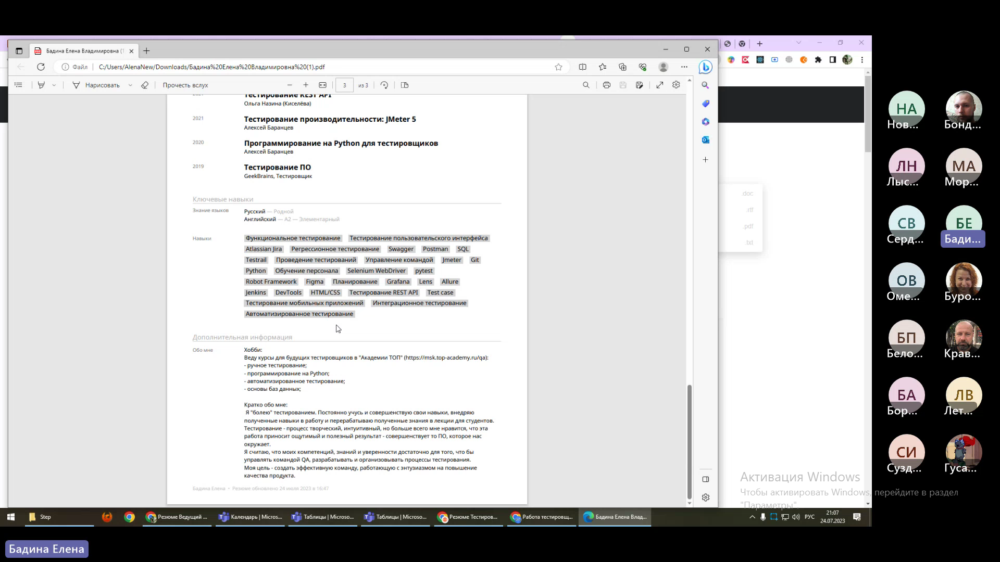 Бадина Елена Владимировна (1
Файл
C:/Users/AlenaNew/Downloads/Бадина%20Елена%20Владимировна%20(1).pdf
Нарисовать
Прочесть вслух
3
из 3
Тестирование REST API
Ольга Назина (Киселёва)
2021
Тестирование производительности: JMeter 5
Алексей Баранцев
2020
Программирование на Python для тестировщиков
Алексей Баранцев
2019
Тестирование ПО
GeekBrains, Тестировщик
Ключевые навыки
Знание языков
Русский — Родной
Английский — A2 — Элементарный
Навыки
Функциональное тестирование Тестирование пользовательского интерфейса
Atlassian Jira Регрессионное тестирование Swagger Postman SQL
Testrail Проведение тестирований Управление командой Jmeter Git
Python Обучение персонала Selenium WebDriver pytest
Robot Framework Figma Планирование Grafana Lens Allure
Jenkins DevTools HTML/CSS Тестирование REST API Test case
Тестирование мобильных приложений Интеграционное тестирование
Автоматизированное тестирование
Дополнительная информация
Обо мне
Хобби:
Веду курсы для будущих тестировщиков в "Академии ТОП" (https://msk.top-academy.ru/qa):
- ручное тестирование;
- программирование на Python;
- автоматизированное тестирование;
- основы баз данных;
Кратко обо мне:
Я "болею" тестированием. Постоянно учусь и совершенствую свои навыки, внедряю
полученные навыки в работу и перерабатываю полученные знания в лекции для студентов.
Тестирование - процесс творческий, интуитивный, но больше всего мне нравится, что эта
работа приносит ощутимый и полезный результат - совершенствует то ПО, которое нас
окружает.
Я считаю, что моих компетенций, знаний и уверенности достаточно для того, что бы
управлять командой QA, разрабатывать и организовывать процессы тестирования.
Моя цель - создать эффективную команду, работающую с энтузиазмом на повышение
качества продукта.
Бадина Елена • Резюме обновлено 24 июля 2023 в 16:47
.doc
.rtf
.pdf
.txt
НА
Нов...
Бонд...
ЛН
Лыс...
МА
Мор...
СВ
Серд...
БЕ
Бади...
ОВ
Оме...
Буро...
БП
Бело...
Крав...
БА
Бор...
ЛВ
Лет...
СИ
Сузд...
Гуса...
Активация Windows
Чтобы активировать Windows, перейдите в раздел
"Параметры".
Step
Резюме Ведущий ...
Календарь | Micros...
Таблицы | Microso...
Таблицы | Microso...
Резюме Тестиров...
Работа тестировщ...
Бадина Елена Влад...
РУС
21:07
24.07.2023
Бадина Елена